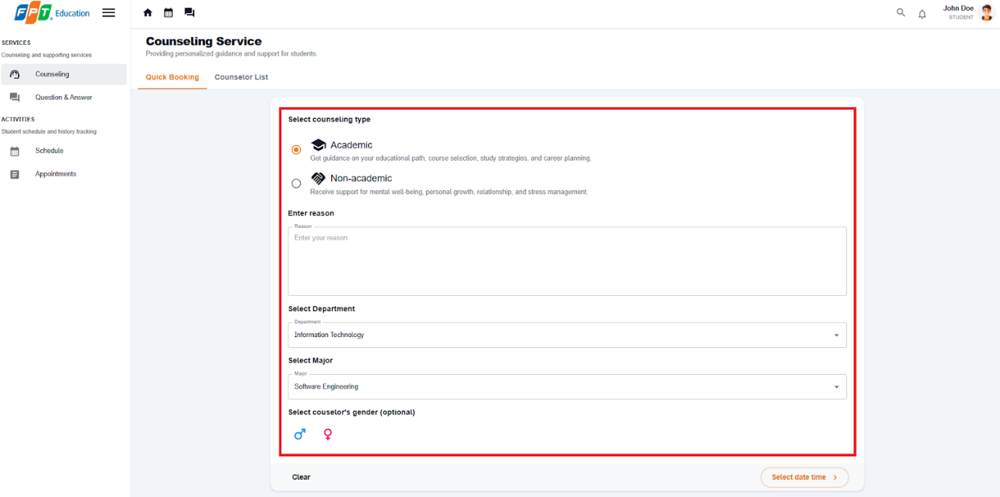 FPT Education
John Doe
STUDENT
SERVICES
Counseling and supporting services
Counseling
Question & Answer
ACTIVITIES
Student schedule and history tracking
Schedule
Appointments
Counseling Service
Providing personalized guidance and support for students.
Quick Booking Counselor List
Select counseling type
Academic
Get guidance on your educational path, course selection, study strategies, and career planning.
Non-academic
Receive support for mental well-being, personal growth, relationship, and stress management.
Enter reason
Reason
Enter your reason
Select Department
Department
Information Technology
Select Major
Major
Software Engineering
Select couselor's gender (optional)
Clear
Select date time